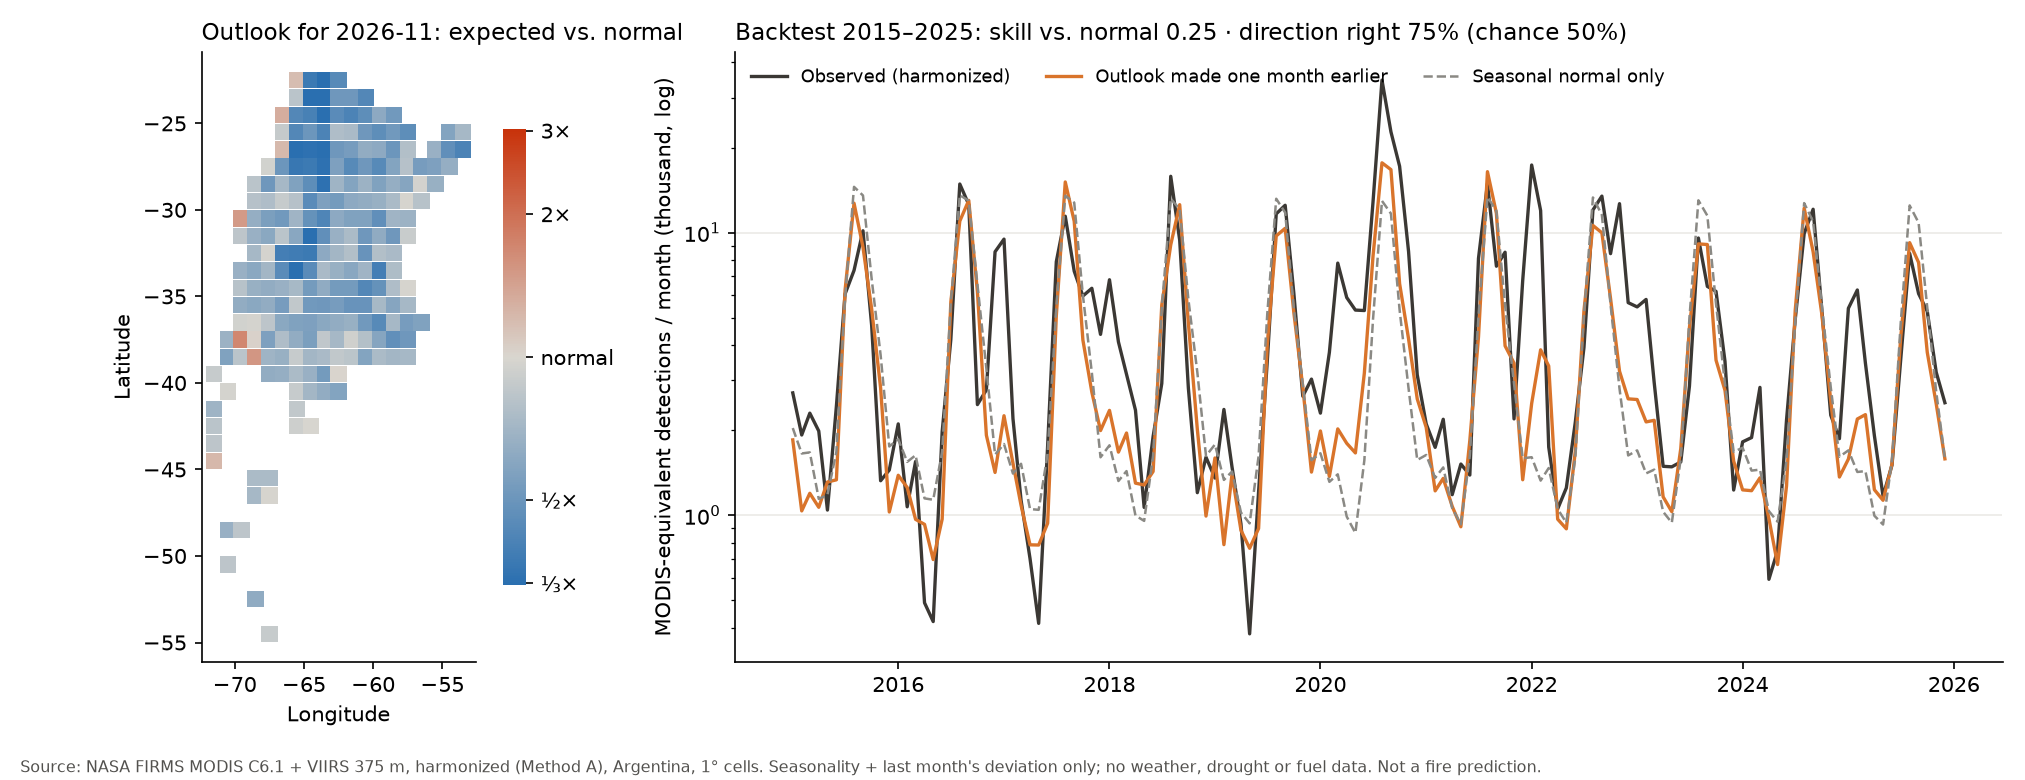 Outlook for 2026-11: expected vs. normal
Backtest 2015–2025: skill vs. normal 0.25 · direction right 75% (chance 50%)
Observed (harmonized)
Outlook made one month earlier
Seasonal normal only
Latitude
−25
−30
−35
−40
−45
−50
−55
−70
−65
−60
−55
Longitude
3×
2×
normal
½×
⅓×
MODIS-equivalent detections / month (thousand, log)
10¹
10⁰
2016
2018
2020
2022
2024
2026
Source: NASA FIRMS MODIS C6.1 + VIIRS 375 m, harmonized (Method A), Argentina, 1° cells. Seasonality + last month's deviation only; no weather, drought or fuel data. Not a fire prediction.